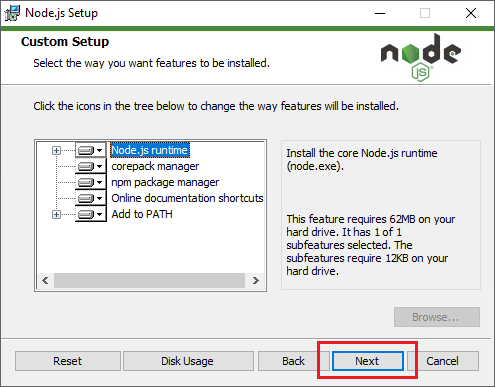 Node.js Setup
Custom Setup
Select the way you want features to be installed.
node
JS
Click the icons in the tree below to change the way features will be installed.
Node.js runtime
corepack manager
npm package manager
Online documentation shortcuts
Add to PATH
Install the core Node.js runtime
(node.exe).
This feature requires 62MB on your
hard drive. It has 1 of 1
subfeatures selected. The
subfeatures require 12KB on your
hard drive.
Browse...
Reset
Disk Usage
Back
Next
Cancel